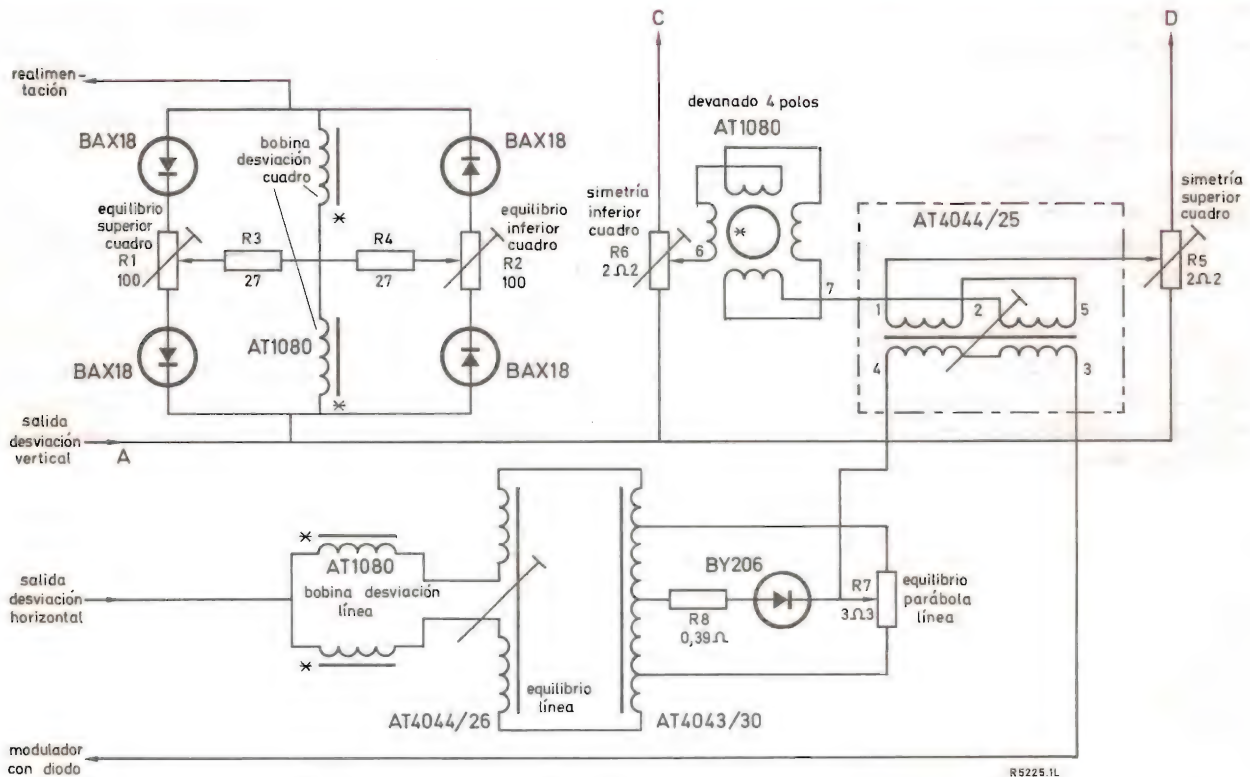 C
D
realimen-
tación
devanado 4 polos
AT1080
BAX18
bobina
desviación
cuadro
BAX18
simetría
superior
cuadro
simetría
inferior
cuadro
AT4044/25
equilibrio
superior
cuadro
equilibrio
inferior
cuadro
R1
100
R3
27
R4
27
R2
100
R6
2Ω2
6
7
R5
2Ω2
1
2
5
4
3
*
*
*
AT1080
BAX18
BAX18
salida
desviación
vertical
A
*
AT1080
bobina desviación
línea
*
salida
desviación
horizontal
BY206
R8
0,39Ω
R7
3Ω3
equilibrio
parábola
línea
equilibrio
línea
AT4044/26
AT4043/30
modulador
con diodo
R5225.1L